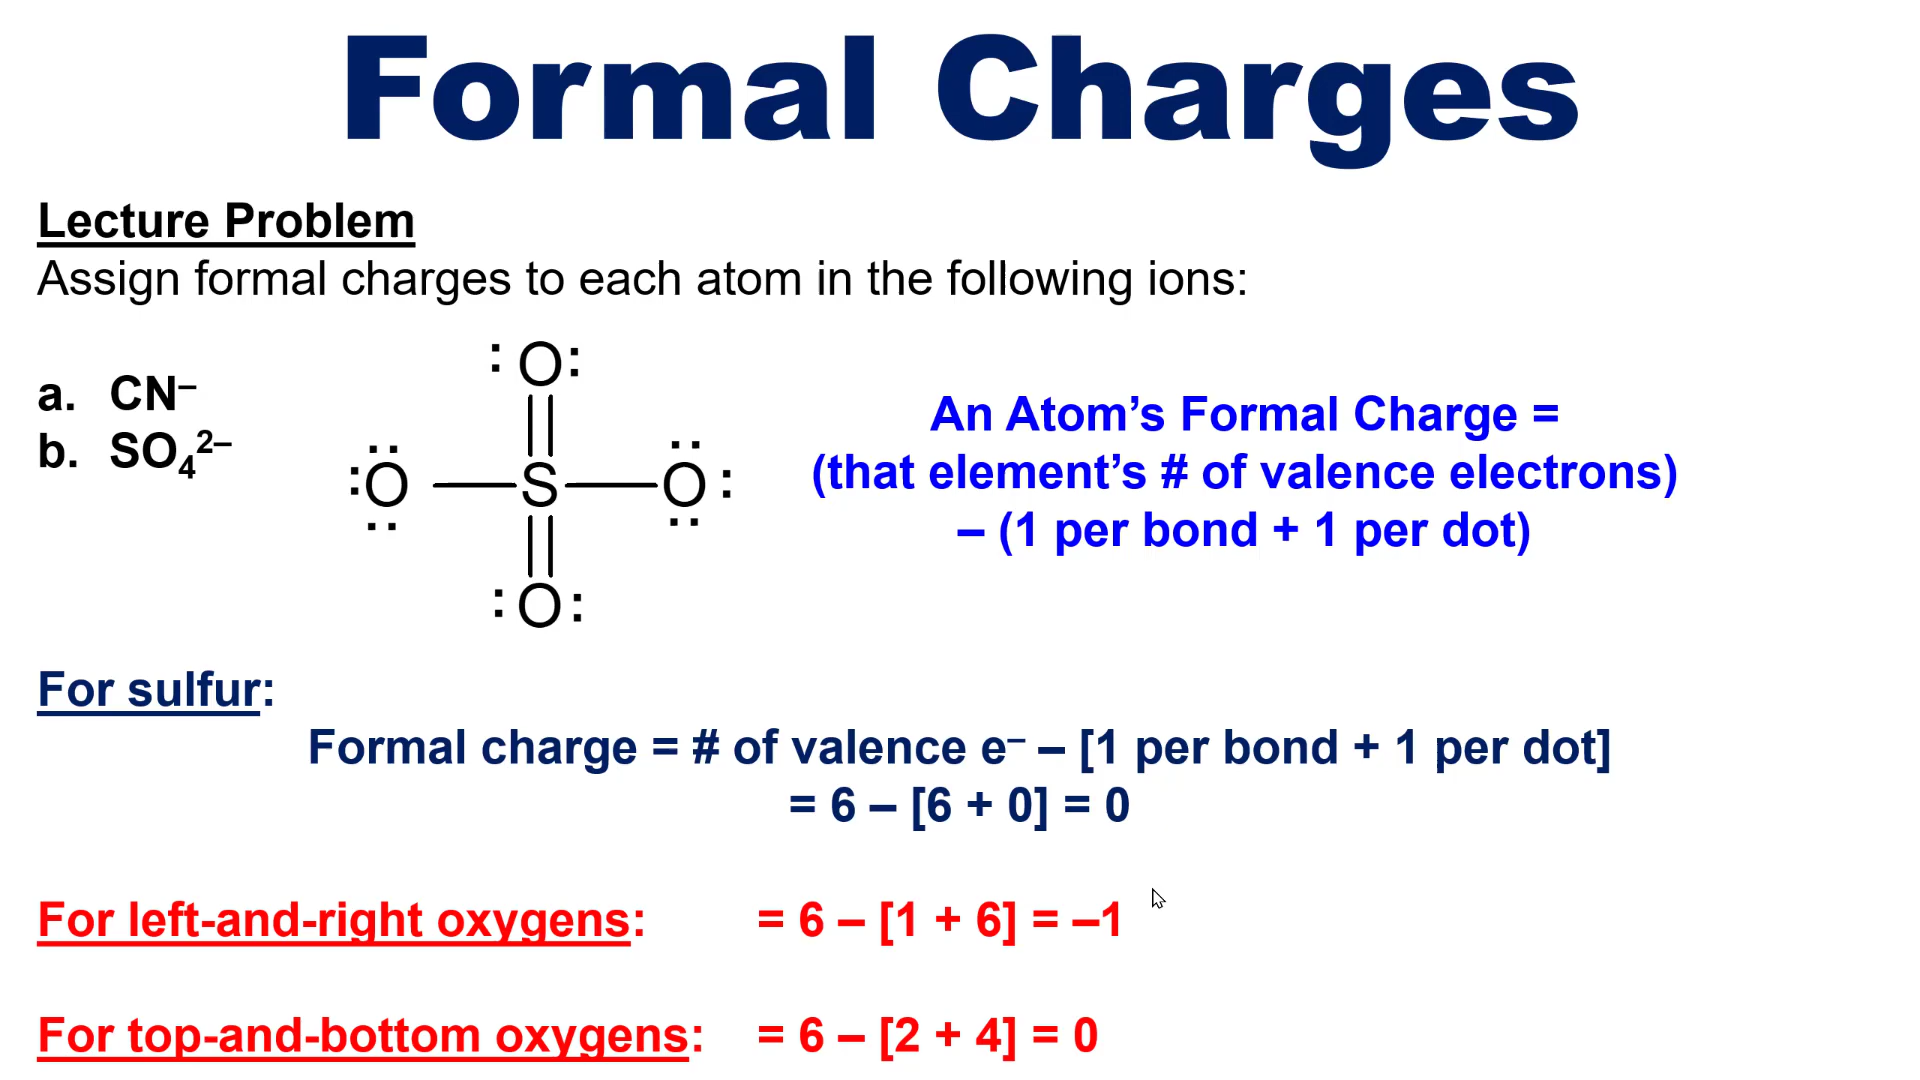 Formal Charges
Lecture Problem
Assign formal charges to each atom in the following ions:
a. CN⁻
b. SO₄²⁻
:O:
:O S O:
:O:
An Atom’s Formal Charge =
(that element’s # of valence electrons)
– (1 per bond + 1 per dot)
For sulfur:
Formal charge = # of valence e⁻ – [1 per bond + 1 per dot]
= 6 – [6 + 0] = 0
For left-and-right oxygens: = 6 – [1 + 6] = –1
For top-and-bottom oxygens: = 6 – [2 + 4] = 0